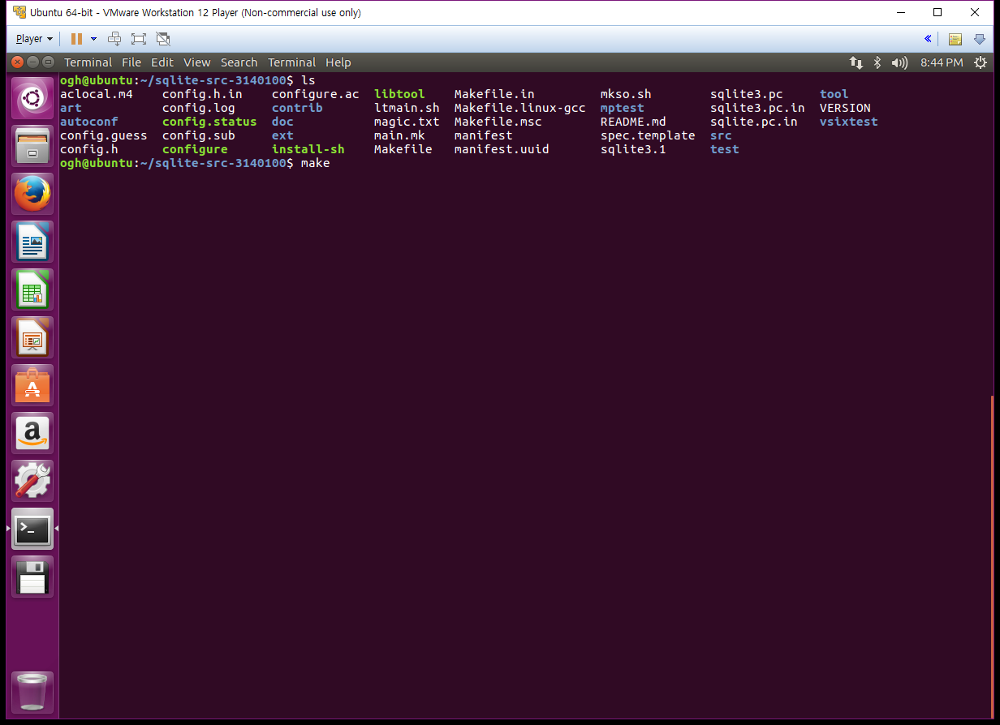 Ubuntu 64-bit - VMware Workstation 12 Player (Non-commercial use only)
Player
Terminal File Edit View Search Terminal Help 8:44 PM
ogh@ubuntu:~/sqlite-src-3140100$ ls
aclocal.m4 config.h.in configure.ac libtool Makefile.in mkso.sh sqlite3.pc tool
art config.log contrib ltmain.sh Makefile.linux-gcc mptest sqlite3.pc.in VERSION
autoconf config.status doc magic.txt Makefile.msc README.md sqlite.pc.in vsixtest
config.guess config.sub ext main.mk manifest spec.template src
config.h configure install-sh Makefile manifest.uuid sqlite3.1 test
ogh@ubuntu:~/sqlite-src-3140100$ make